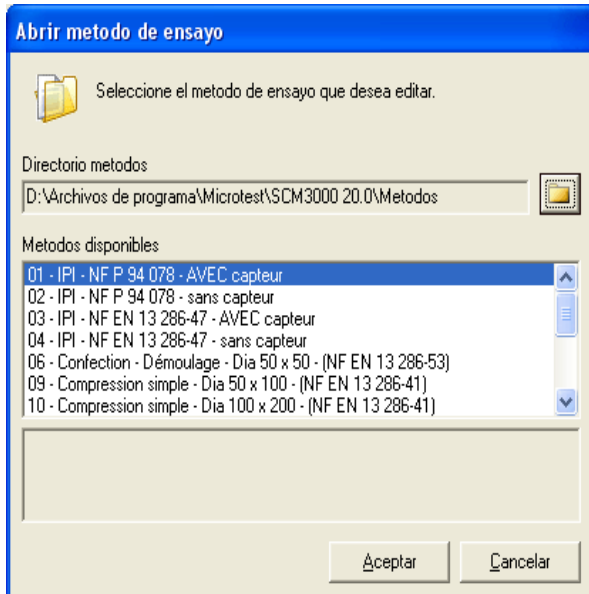 Abrir metodo de ensayo
Seleccione el metodo de ensayo que desea editar.
Directorio metodos
D:\Archivos de programa\Microtest\SCM3000 20.0\Metodos
Metodos disponibles
01 - IPI - NF P 94 078 - AVEC capteur
02 - IPI - NF P 94 078 - sans capteur
03 - IPI - NF EN 13 286-47 - AVEC capteur
04 - IPI - NF EN 13 286-47 - sans capteur
06 - Confection - Démoulage - Dia 50 x 50 - (NF EN 13 286-53)
09 - Compression simple - Dia 50 x 100 - (NF EN 13 286-41)
10 - Compression simple - Dia 100 x 200 - (NF EN 13 286-41)
Aceptar
Cancelar